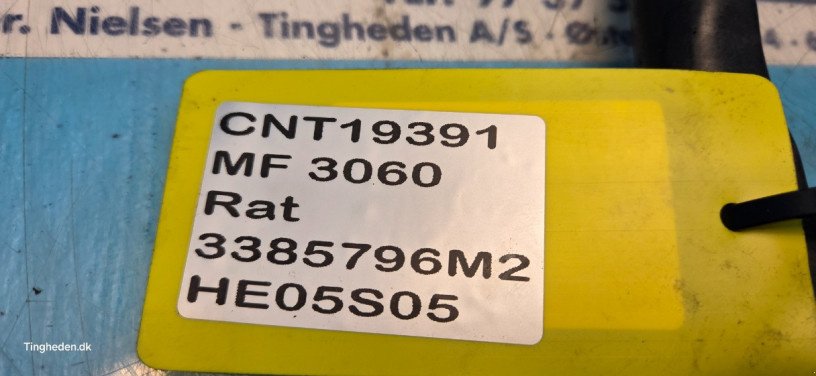 r. Nielsen - Tingheden A/S
CNT19391
MF 3060
Rat
3385796M2
HE05S05
Tingheden.dk